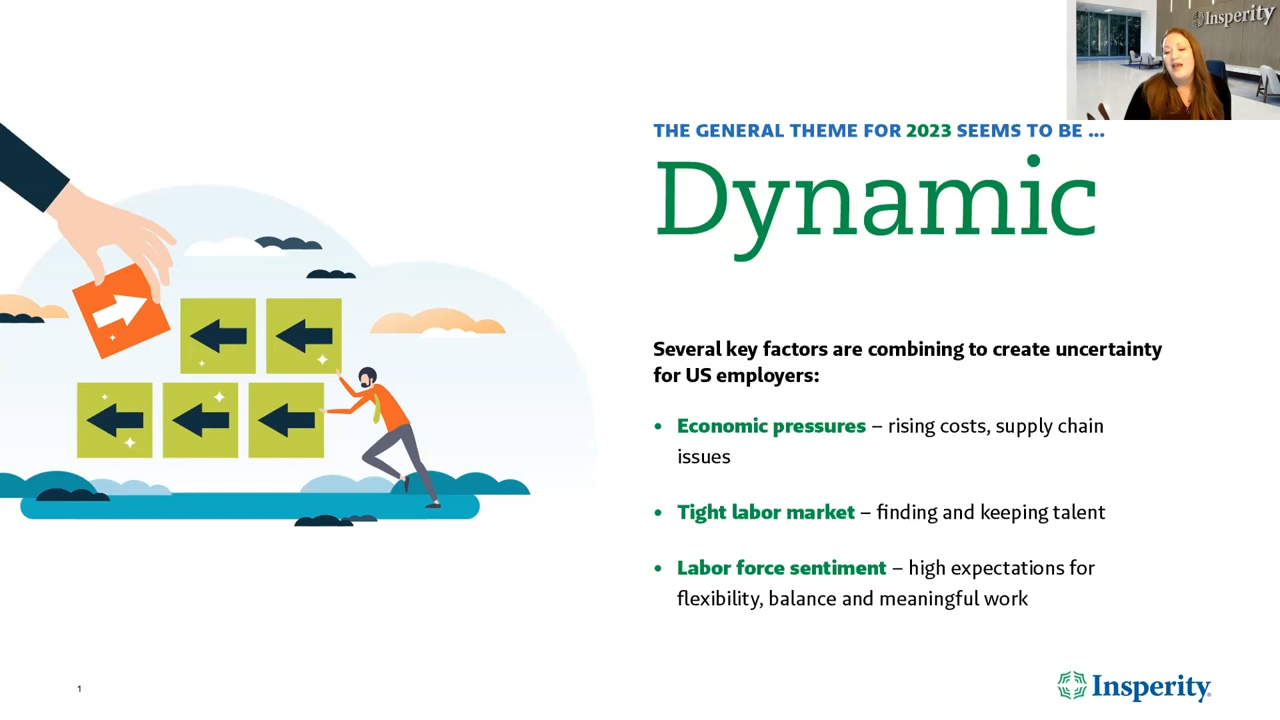 Insperity
THE GENERAL THEME FOR 2023 SEEMS TO BE ...
Dynamic
Several key factors are combining to create uncertainty
for US employers:
• Economic pressures – rising costs, supply chain
issues
• Tight labor market – finding and keeping talent
• Labor force sentiment – high expectations for
flexibility, balance and meaningful work
1
Insperity